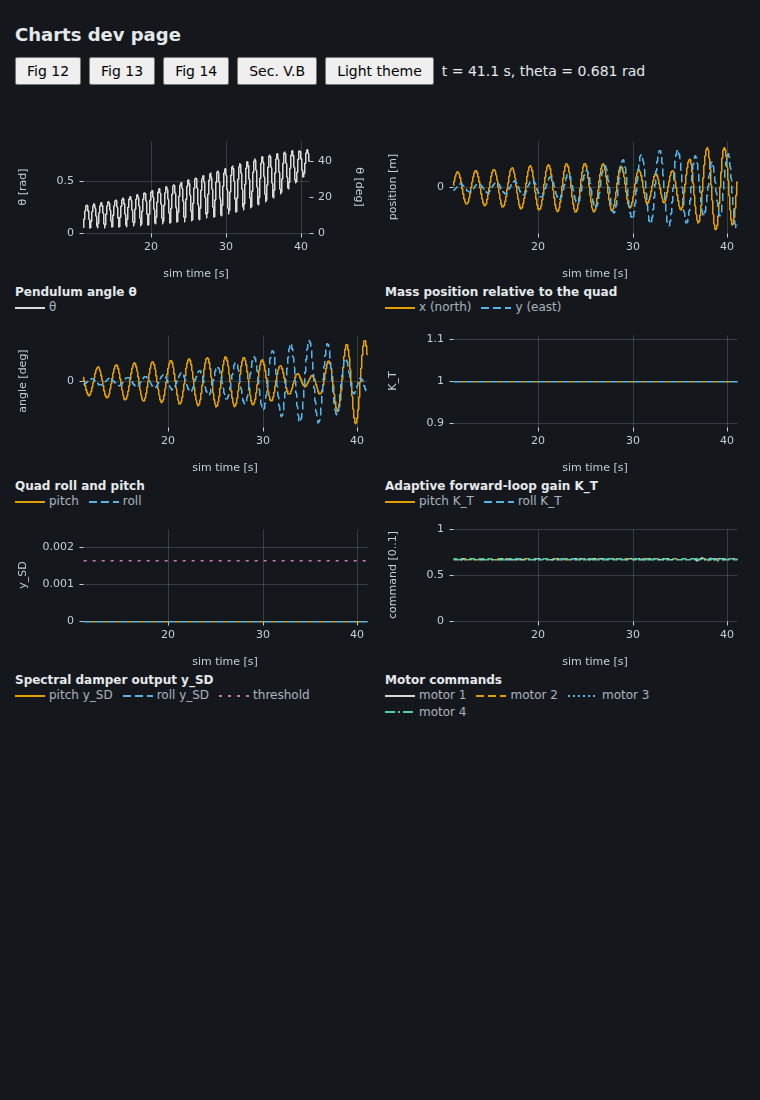 Charts dev page
Fig 12 Fig 13 Fig 14 Sec. V.B Light theme t = 41.1 s, theta = 0.681 rad
θ [rad]
0.5
0
20 30 40
40
20
0
θ [deg]
sim time [s]
Pendulum angle θ
θ
position [m]
0
20 30 40
sim time [s]
Mass position relative to the quad
x (north) y (east)
angle [deg]
0
20 30 40
sim time [s]
Quad roll and pitch
pitch roll
K_T
1.1
1
0.9
20 30 40
sim time [s]
Adaptive forward-loop gain K_T
pitch K_T roll K_T
y_SD
0.002
0.001
0
20 30 40
sim time [s]
Spectral damper output y_SD
pitch y_SD roll y_SD threshold
command [0..1]
1
0.5
0
20 30 40
sim time [s]
Motor commands
motor 1 motor 2 motor 3
motor 4